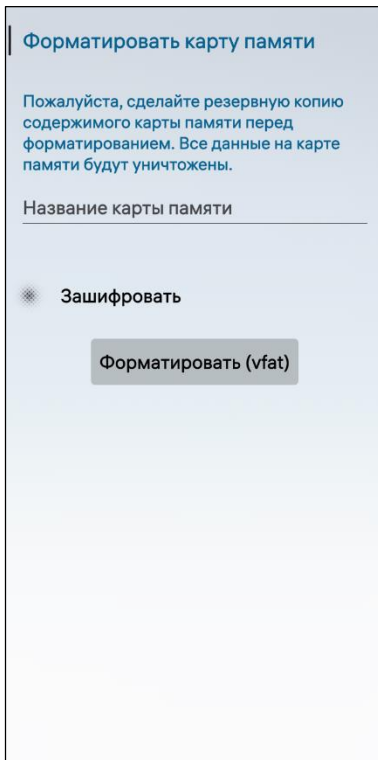 Форматировать карту памяти
Пожалуйста, сделайте резервную копию
содержимого карты памяти перед
форматированием. Все данные на карте
памяти будут уничтожены.
Название карты памяти
Зашифровать
Форматировать (vfat)